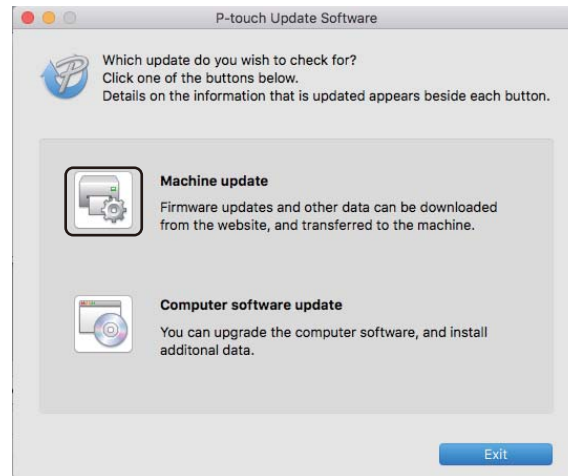 P-touch Update Software
Which update do you wish to check for?
Click one of the buttons below.
Details on the information that is updated appears beside each button.
Machine update
Firmware updates and other data can be downloaded
from the website, and transferred to the machine.
Computer software update
You can upgrade the computer software, and install
additonal data.
Exit